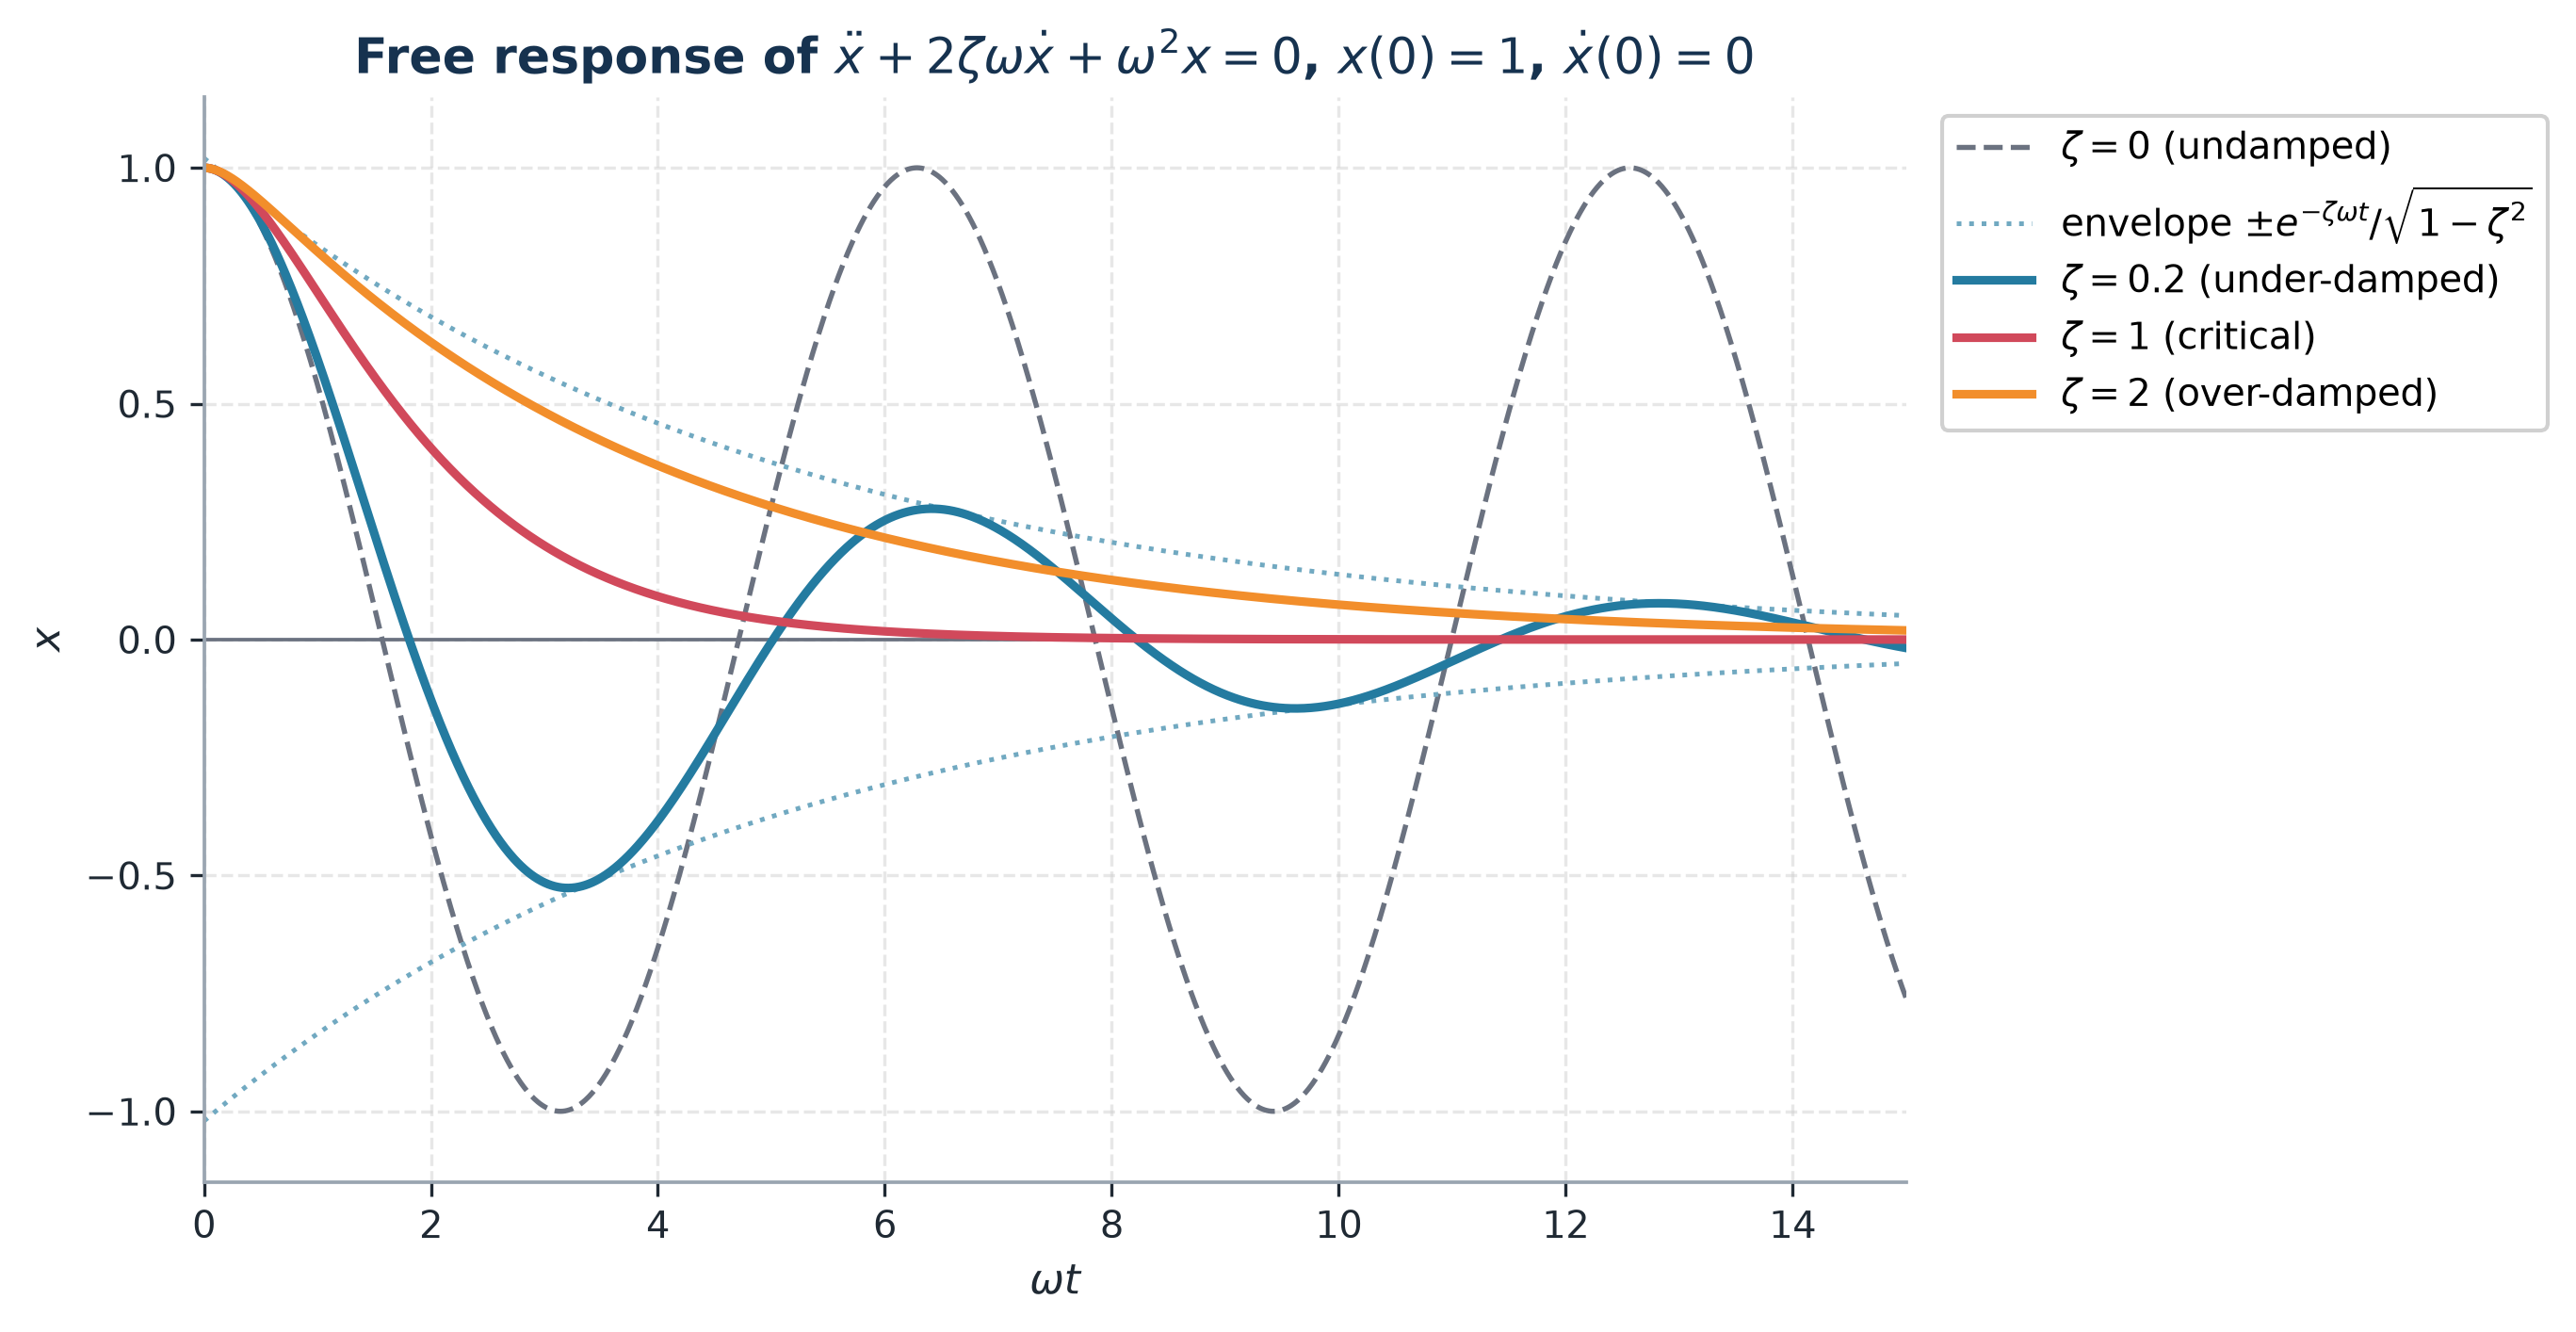 Free response of ẍ + 2ζωẋ + ω²x = 0, x(0) = 1, ẋ(0) = 0
1.0
0.5
0.0
−0.5
−1.0
x
0 2 4 6 8 10 12 14
ωt
ζ = 0 (undamped)
envelope ±e^{−ζωt}/√(1 − ζ²)
ζ = 0.2 (under-damped)
ζ = 1 (critical)
ζ = 2 (over-damped)